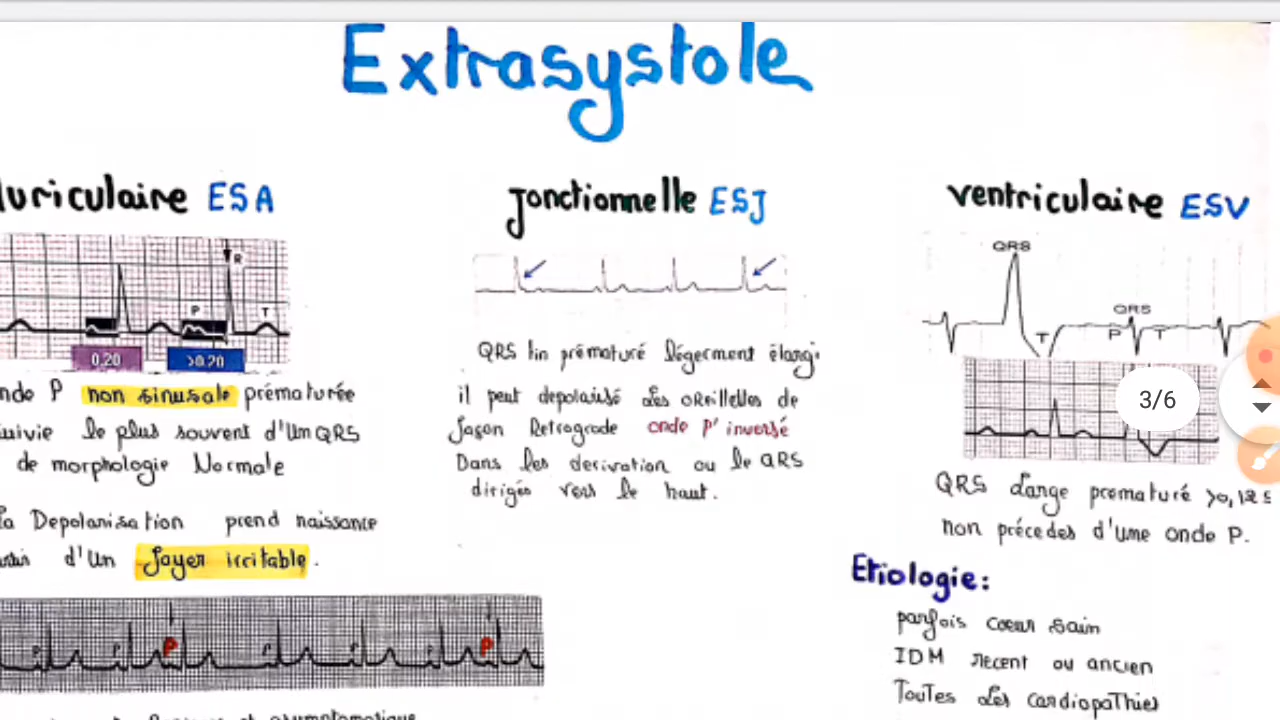 Extrasystole
uriculaire ESA
R
P
T
0,20
>0,20
nde P non sinusale prématurée
uivie le plus souvent d'un QRS
de morphologie Normale
la Depolarisation prend naissance
d'un foyer irritable.
P P P P P P P
Jonctionnelle ESJ
QRS fin prématuré légerment élargi
il peut depolarisé les oreillettes de
façon Retrograde onde p' inversé
Dans les derivation ou le QRS
dirigés vers le haut.
ventriculaire ESV
QRS
QRS
T P T
3/6
QRS Large prematuré >0,12s
non précedes d'une onde P.
Etiologie:
parfois coeur sain
IDM recent ou ancien
Toutes les cardiopathies
et asymptomatique